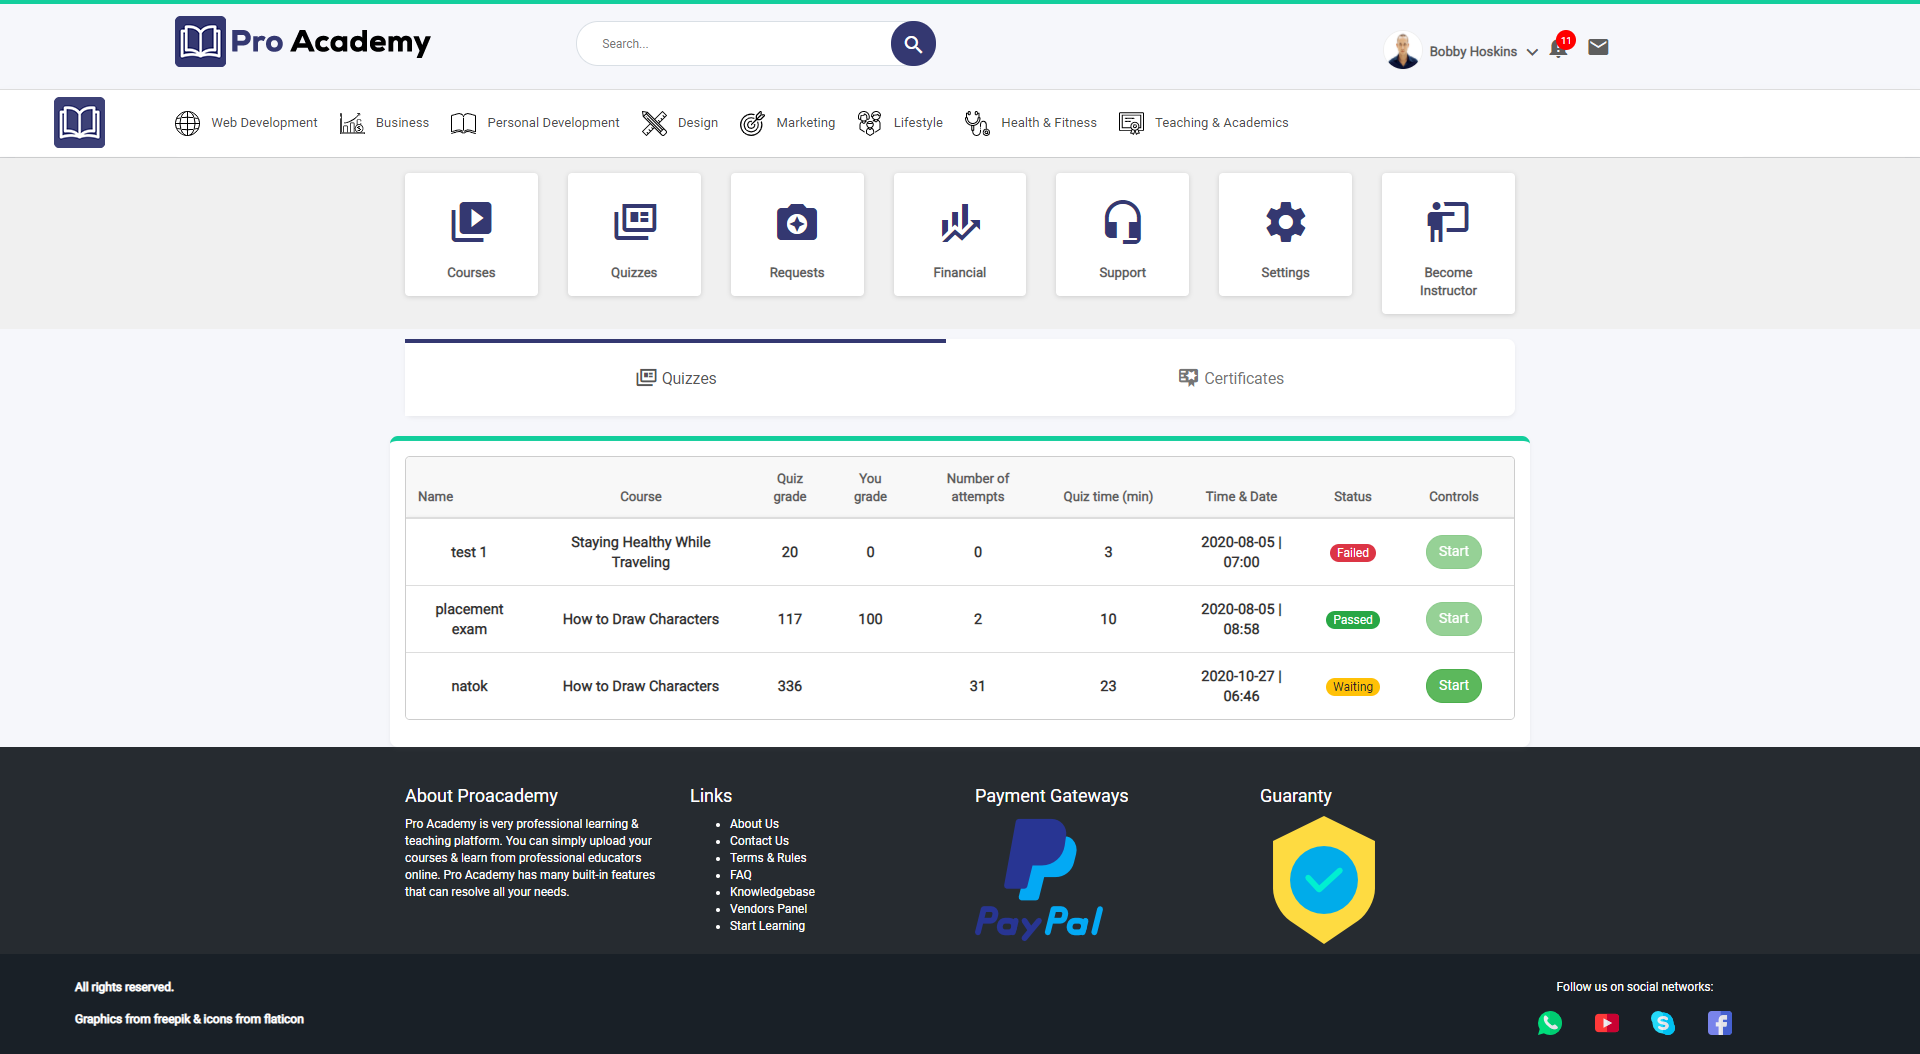 Pro Academy
Search...
Bobby Hoskins
11
Web Development
Business
Personal Development
Design
Marketing
Lifestyle
Health & Fitness
Teaching & Academics
Courses
Quizzes
Requests
Financial
Support
Settings
Become
Instructor
Quizzes
Certificates
Name
Course
Quiz
grade
You
grade
Number of
attempts
Quiz time (min)
Time & Date
Status
Controls
test 1
Staying Healthy While
Traveling
20
0
0
3
2020-08-05 |
07:00
Failed
Start
placement
exam
How to Draw Characters
117
100
2
10
2020-08-05 |
08:58
Passed
Start
natok
How to Draw Characters
336
31
23
2020-10-27 |
06:46
Waiting
Start
About Proacademy
Pro Academy is very professional learning &
teaching platform. You can simply upload your
courses & learn from professional educators
online. Pro Academy has many built-in features
that can resolve all your needs.
Links
About Us
Contact Us
Terms & Rules
FAQ
Knowledgebase
Vendors Panel
Start Learning
Payment Gateways
PayPal
Guaranty
All rights reserved.
Graphics from freepik & icons from flaticon
Follow us on social networks: